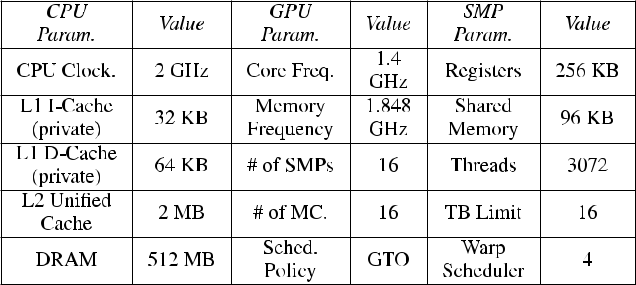 CPU Param. Value GPU Param. Value SMP Param. Value
CPU Clock. 2 GHz Core Freq. 1.4 GHz Registers 256 KB
L1 I-Cache (private) 32 KB Memory Frequency 1.848 GHz Shared Memory 96 KB
L1 D-Cache (private) 64 KB # of SMPs 16 Threads 3072
L2 Unified Cache 2 MB # of MC. 16 TB Limit 16
DRAM 512 MB Sched. Policy GTO Warp Scheduler 4